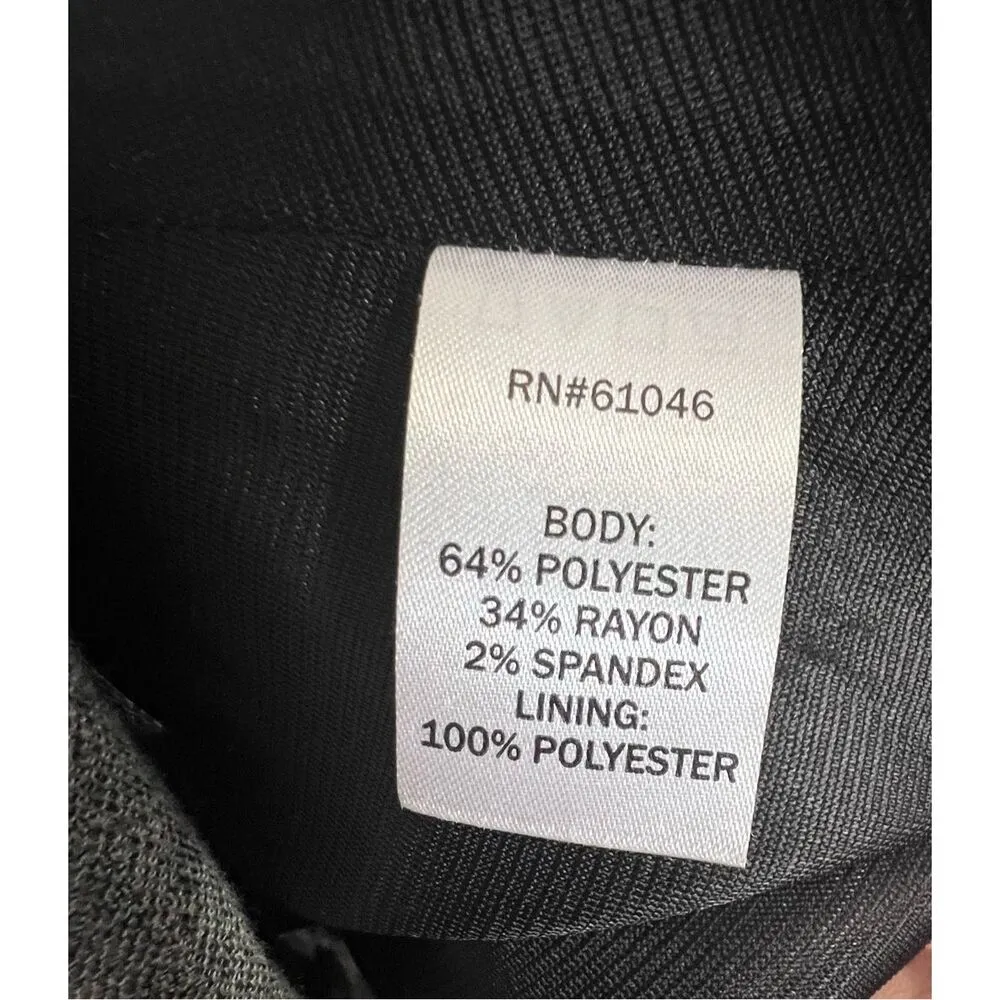 RN#61046
BODY:
64% POLYESTER
34% RAYON
2% SPANDEX
LINING:
100% POLYESTER